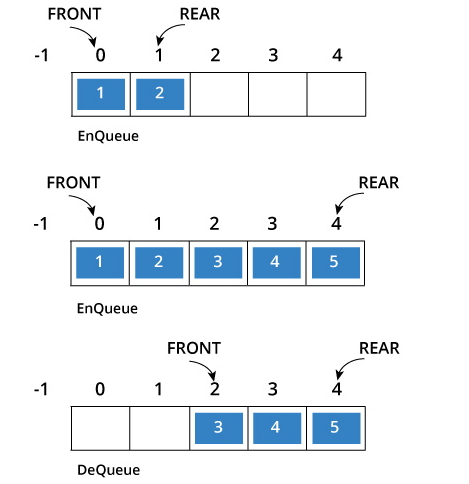 FRONT REAR
-1 0 1 2 3 4
1 2
EnQueue
FRONT REAR
-1 0 1 2 3 4
1 2 3 4 5
EnQueue
FRONT REAR
-1 0 1 2 3 4
3 4 5
DeQueue